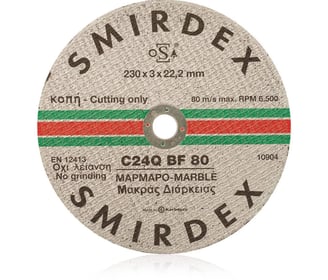 SMIRDEX
oSa
230 x 3 x 22,2 mm
κοπή - Cutting only
80 m/s max. RPM 6.500
EN 12413
Όχι λείανση
No grinding
C24Q BF 80
10904
ΜΑΡΜΑΡΟ-MARBLE
Μακράς Διάρκειας
SMIRDEX